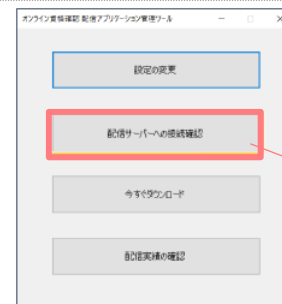 オンライン資格確認 配信アプリケーション管理ツール
設定の変更
配信サーバーへの接続確認
今すぐダウンロード
配信実績の確認